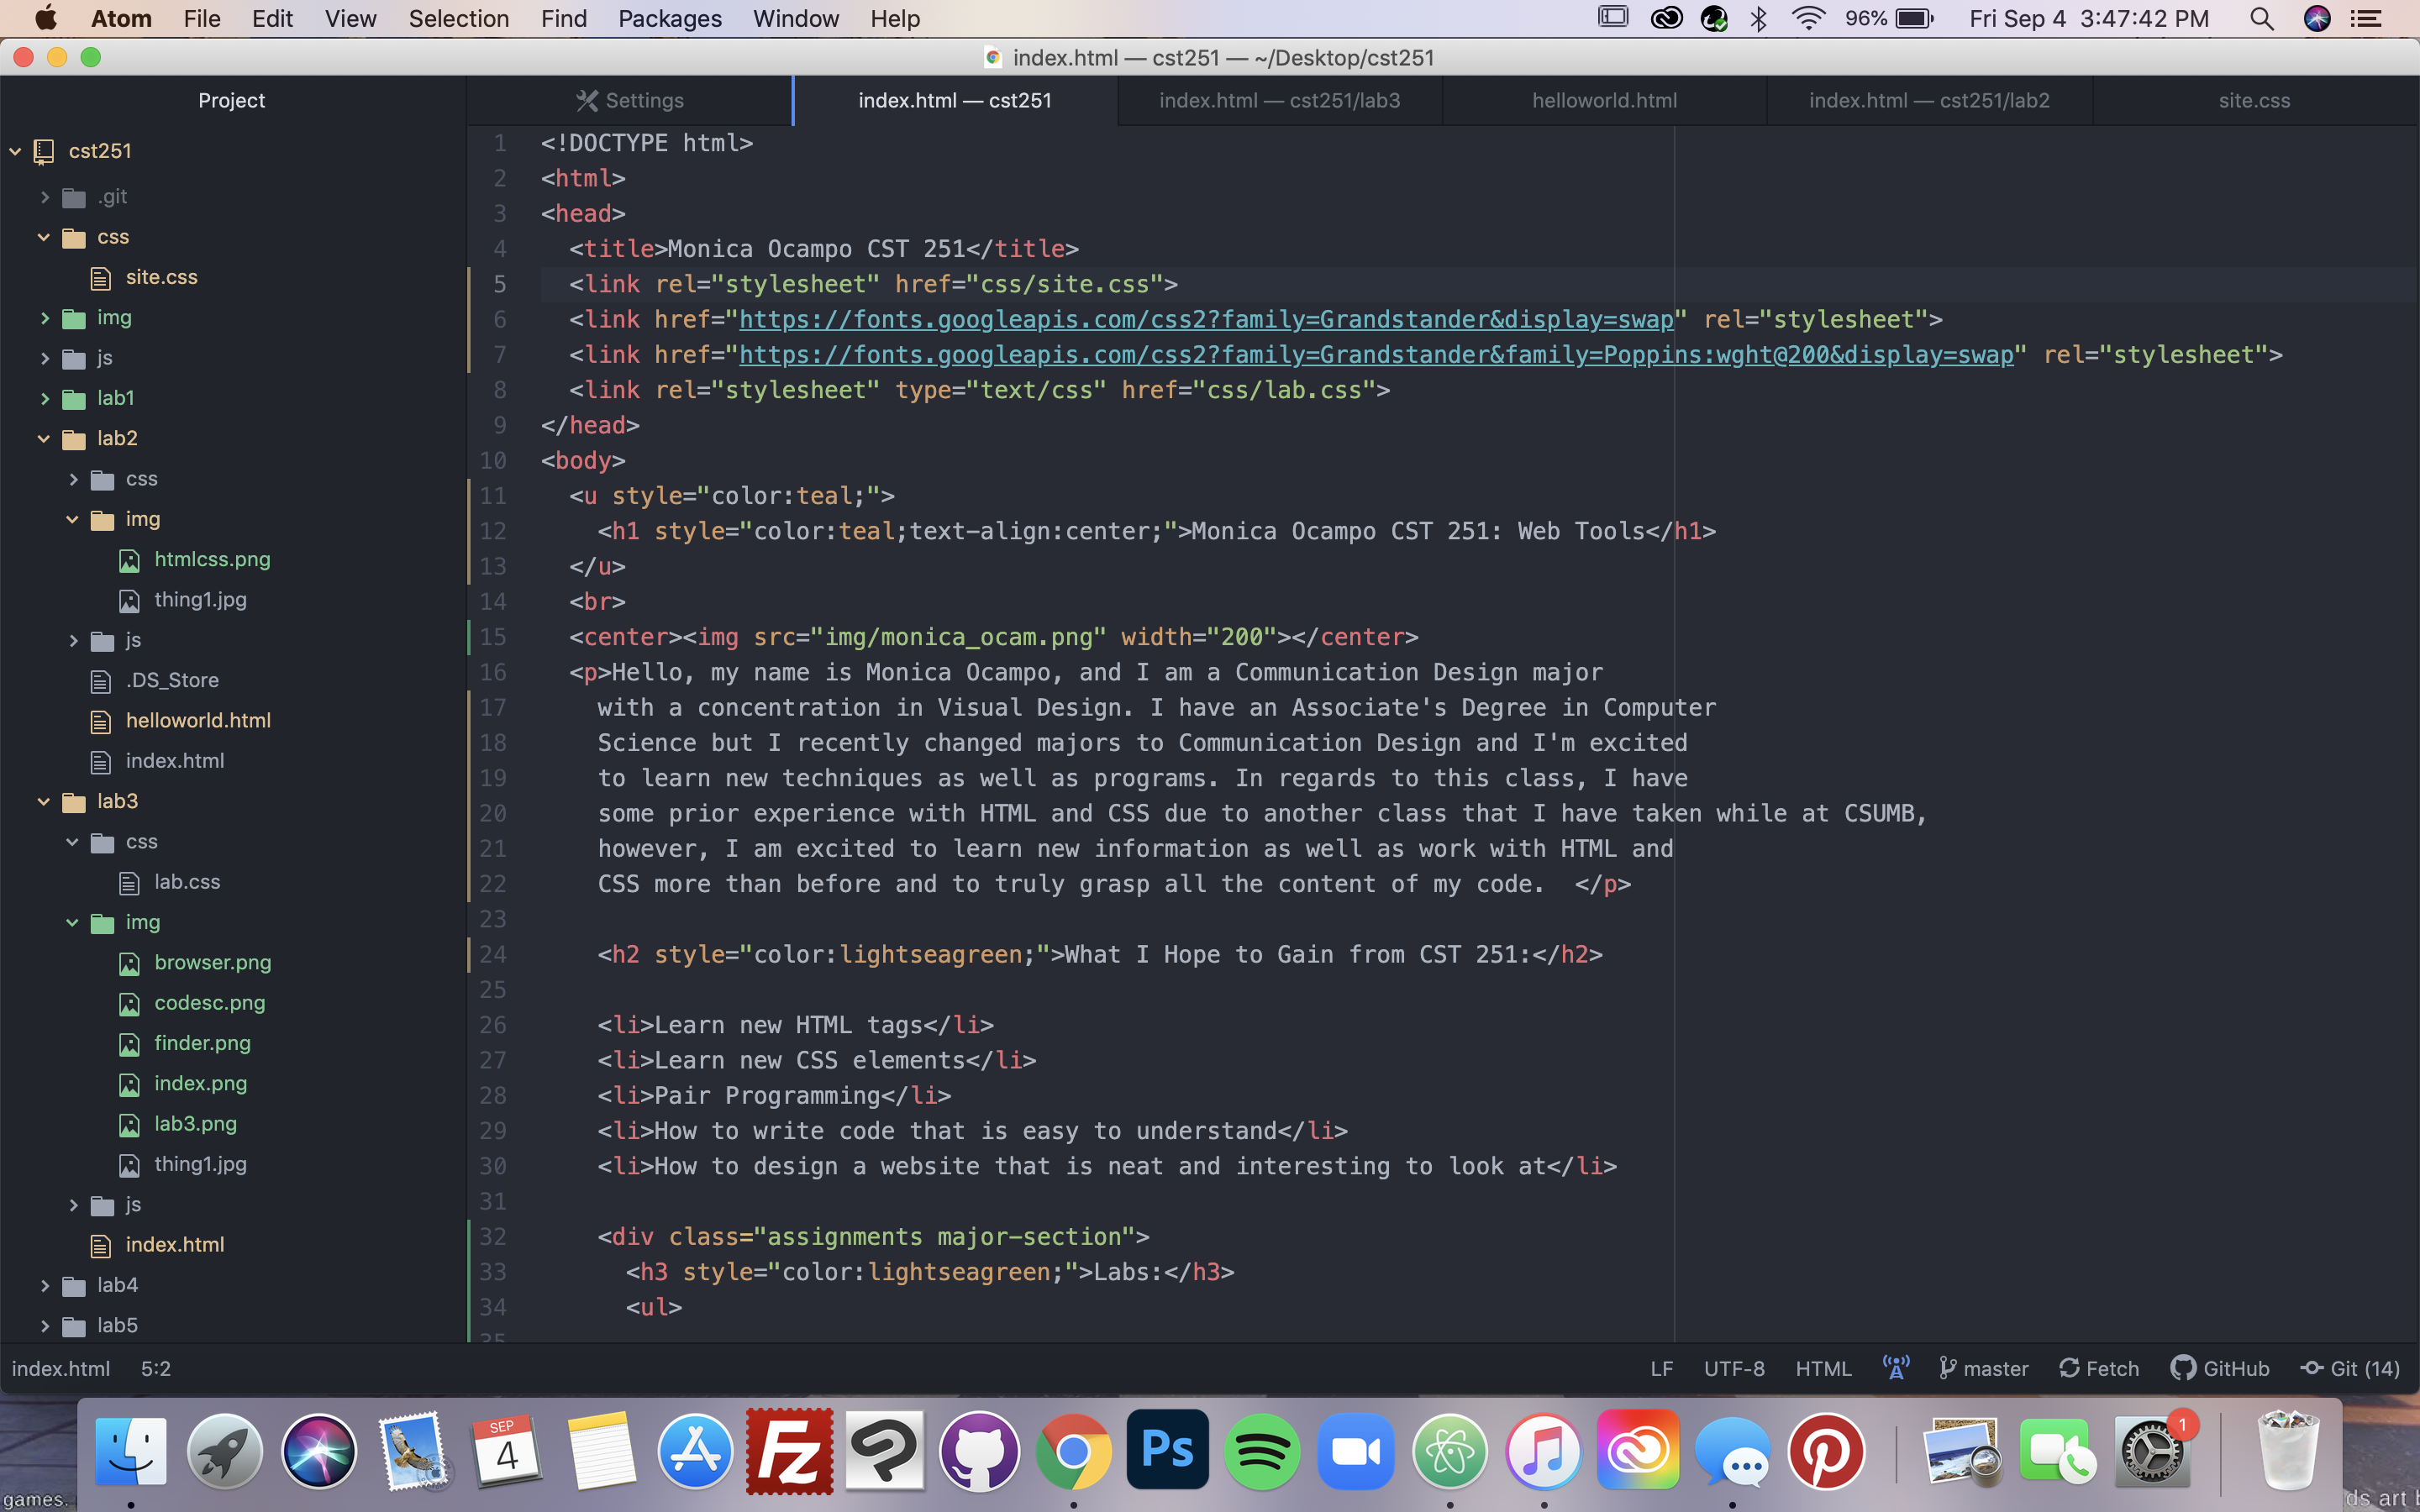 Atom File Edit View Selection Find Packages Window Help 96% Fri Sep 4 3:47:42 PM
index.html — cst251 — ~/Desktop/cst251
Project
cst251
.git
css
site.css
img
js
lab1
lab2
css
img
htmlcss.png
thing1.jpg
js
.DS_Store
helloworld.html
index.html
lab3
css
lab.css
img
browser.png
codesc.png
finder.png
index.png
lab3.png
thing1.jpg
js
index.html
lab4
lab5
Settings index.html — cst251 index.html — cst251/lab3 helloworld.html index.html — cst251/lab2 site.css
1 <!DOCTYPE html>
2 <html>
3 <head>
4 <title>Monica Ocampo CST 251</title>
5 <link rel="stylesheet" href="css/site.css">
6 <link href="https://fonts.googleapis.com/css2?family=Grandstander&display=swap" rel="stylesheet">
7 <link href="https://fonts.googleapis.com/css2?family=Grandstander&family=Poppins:wght@200&display=swap" rel="stylesheet">
8 <link rel="stylesheet" type="text/css" href="css/lab.css">
9 </head>
10 <body>
11 <u style="color:teal;">
12 <h1 style="color:teal;text-align:center;">Monica Ocampo CST 251: Web Tools</h1>
13 </u>
14 <br>
15 <center><img src="img/monica_ocam.png" width="200"></center>
16 <p>Hello, my name is Monica Ocampo, and I am a Communication Design major
17 with a concentration in Visual Design. I have an Associate's Degree in Computer
18 Science but I recently changed majors to Communication Design and I'm excited
19 to learn new techniques as well as programs. In regards to this class, I have
20 some prior experience with HTML and CSS due to another class that I have taken while at CSUMB,
21 however, I am excited to learn new information as well as work with HTML and
22 CSS more than before and to truly grasp all the content of my code. </p>
23
24 <h2 style="color:lightseagreen;">What I Hope to Gain from CST 251:</h2>
25
26 <li>Learn new HTML tags</li>
27 <li>Learn new CSS elements</li>
28 <li>Pair Programming</li>
29 <li>How to write code that is easy to understand</li>
30 <li>How to design a website that is neat and interesting to look at</li>
31
32 <div class="assignments major-section">
33 <h3 style="color:lightseagreen;">Labs:</h3>
34 <ul>
35
index.html 5:2 LF UTF-8 HTML master Fetch GitHub Git (14)
SEP
4
Fz
Ps
1
games.
ds art